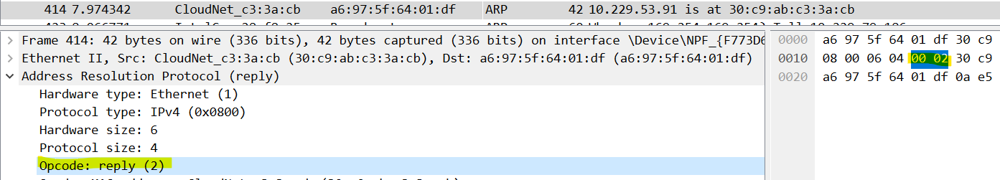 414 7.974342 CloudNet_c3:3a:cb a6:97:5f:64:01:df ARP 42 10.229.53.91 is at 30:c9:ab:c3:3a:cb
Frame 414: 42 bytes on wire (336 bits), 42 bytes captured (336 bits) on interface \Device\NPF_{F773D6
Ethernet II, Src: CloudNet_c3:3a:cb (30:c9:ab:c3:3a:cb), Dst: a6:97:5f:64:01:df (a6:97:5f:64:01:df)
Address Resolution Protocol (reply)
Hardware type: Ethernet (1)
Protocol type: IPv4 (0x0800)
Hardware size: 6
Protocol size: 4
Opcode: reply (2)
0000 a6 97 5f 64 01 df 30 c9
0010 08 00 06 04 00 02 30 c9
0020 a6 97 5f 64 01 df 0a e5